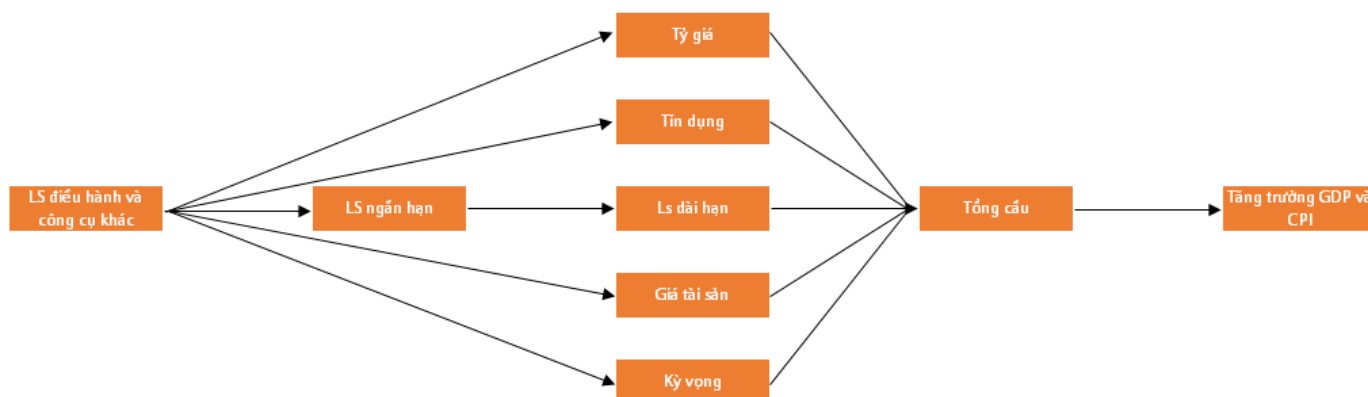 Tỷ giá
Tín dụng
LS điều hành và
công cụ khác
LS ngắn hạn
Ls dài hạn
Tổng cầu
Tăng trưởng GDP và
CPI
Giá tài sản
Kỳ vọng